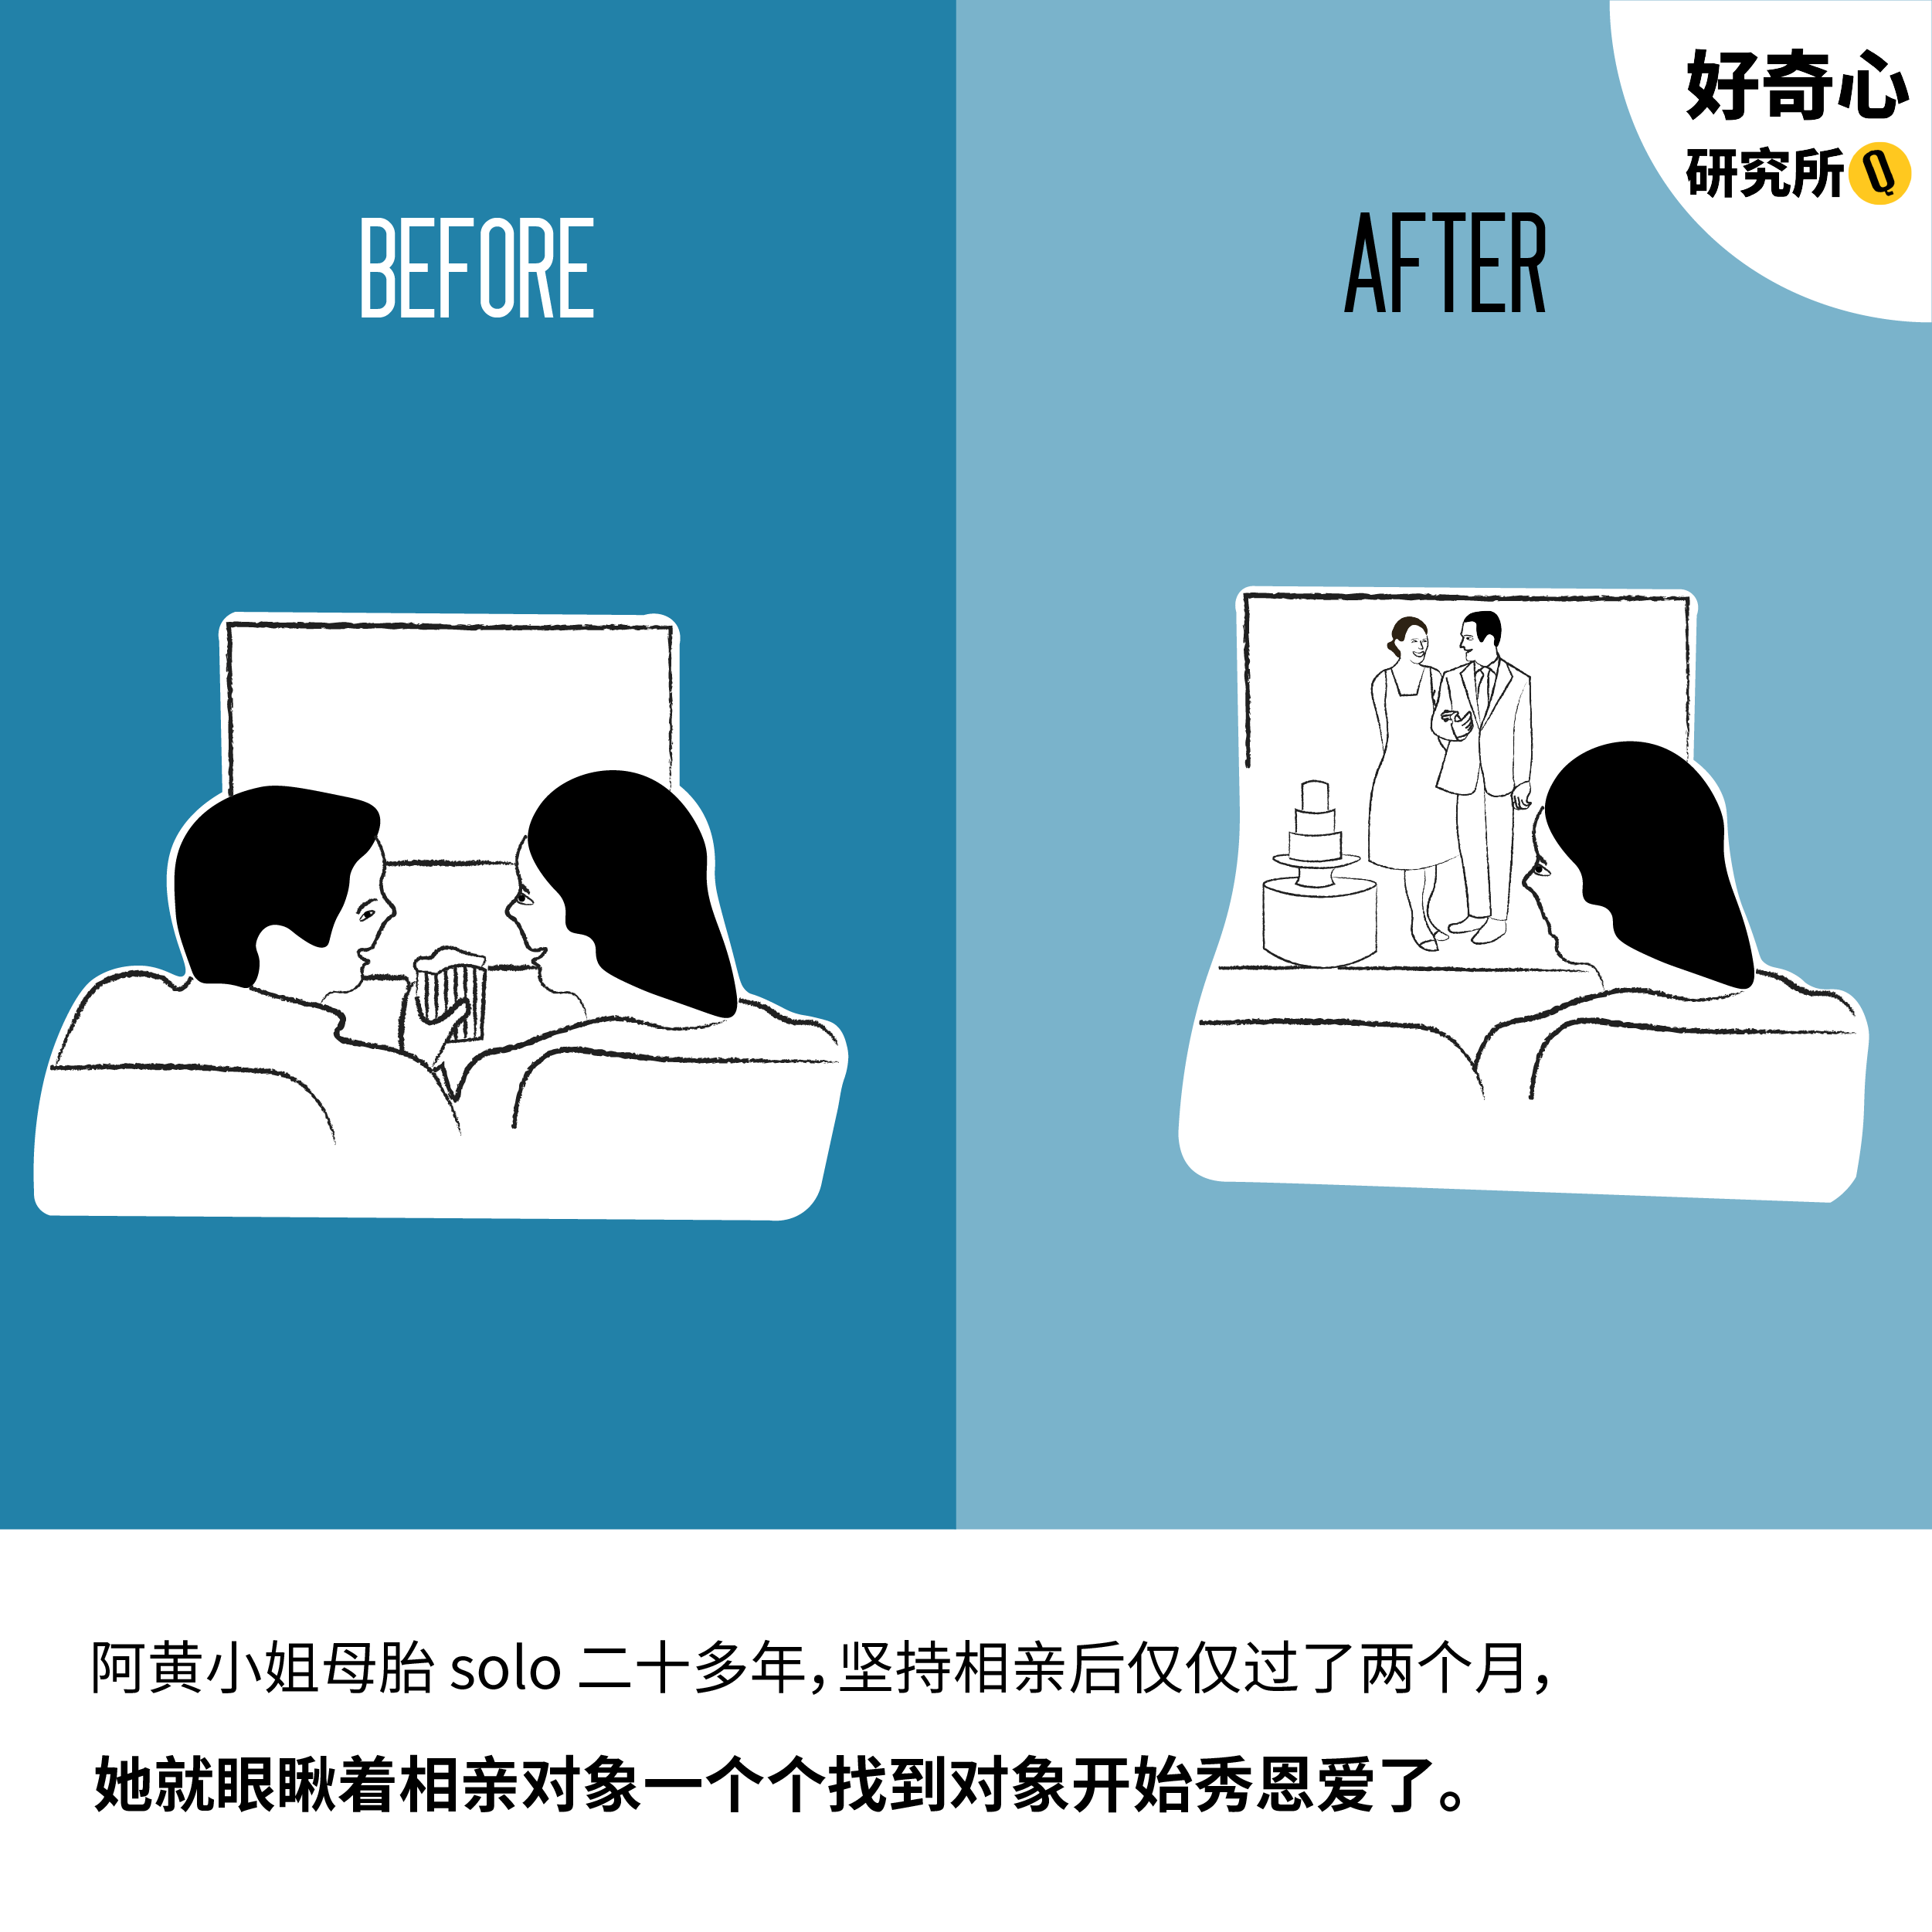 好奇心
研究所Q
BEFORE
AFTER
阿黄小姐母胎 solo 二十多年，坚持相亲后仅仅过了两个月，
她就眼瞅着相亲对象一个个找到对象开始秀恩爱了。